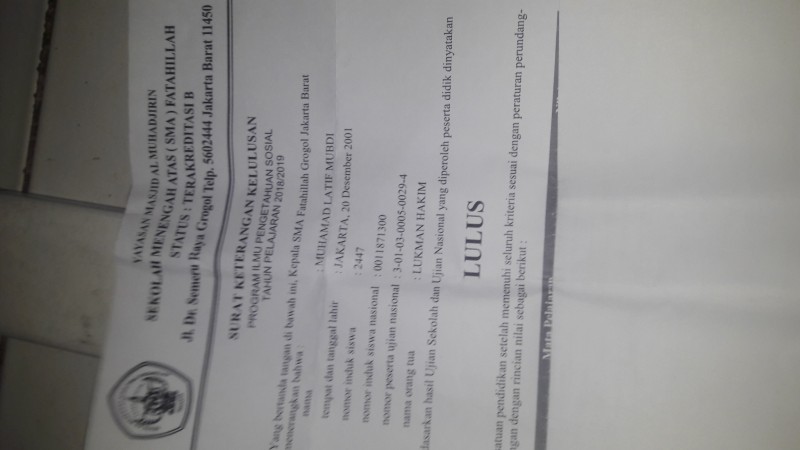 YAYASAN MASJID AL MUHADJIRIN
SEKOLAH MENENGAH ATAS ( SMA ) FATAHILLAH
STATUS : TERAKREDITASI B
Jl. Dr. Semeru Raya Grogol Telp. 5602444 Jakarta Barat 11450
SURAT KETERANGAN KELULUSAN
PROGRAM ILMU PENGETAHUAN SOSIAL
TAHUN PELAJARAN 2018/2019
Yang bertanda tangan di bawah ini, Kepala SMA Fatahillah Grogol Jakarta Barat
menerangkan bahwa :
nama : MUHAMAD LATIF MUBDI
tempat dan tanggal lahir : JAKARTA, 20 Desember 2001
nomor induk siswa : 2447
nomor induk siswa nasional : 0011871300
nomor peserta ujian nasional : 3-01-03-0005-0029-4
nama orang tua : LUKMAN HAKIM
dasarkan hasil Ujian Sekolah dan Ujian Nasional yang diperoleh peserta didik dinyatakan
LULUS
atuan pendidikan setelah memenuhi seluruh kriteria sesuai dengan peraturan perundang-
ngan dengan rincian nilai sebagai berikut :
Mata Pelajaran